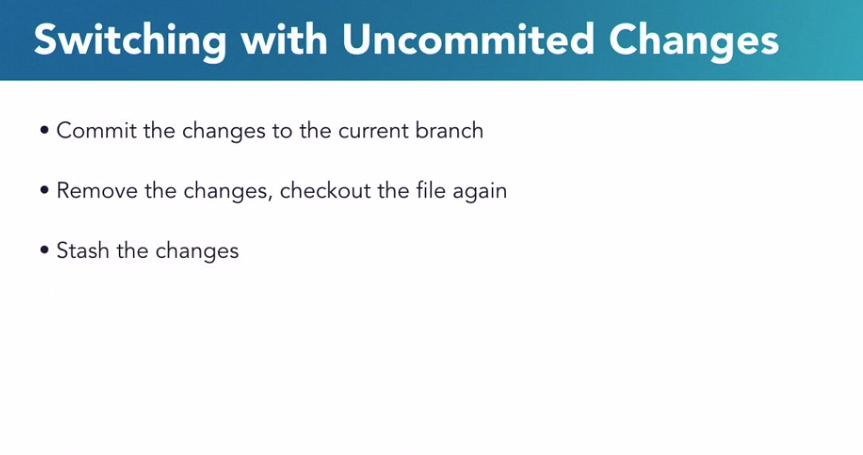 Switching with Uncommited Changes
• Commit the changes to the current branch
• Remove the changes, checkout the file again
• Stash the changes